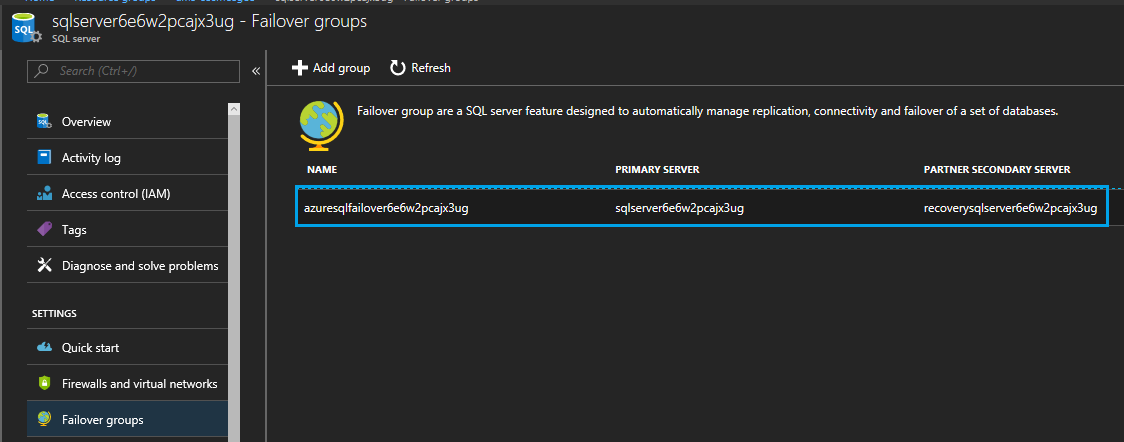 sqlserver6e6w2pcajx3ug - Failover groups
SQL server
Search (Ctrl+/)
«
Add group
Refresh
Overview
Activity log
Access control (IAM)
Tags
Diagnose and solve problems
SETTINGS
Quick start
Firewalls and virtual networks
Failover groups
Failover group are a SQL server feature designed to automatically manage replication, connectivity and failover of a set of databases.
NAME PRIMARY SERVER PARTNER SECONDARY SERVER
azuresqlfailover6e6w2pcajx3ug sqlserver6e6w2pcajx3ug recoverysqlserver6e6w2pcajx3ug